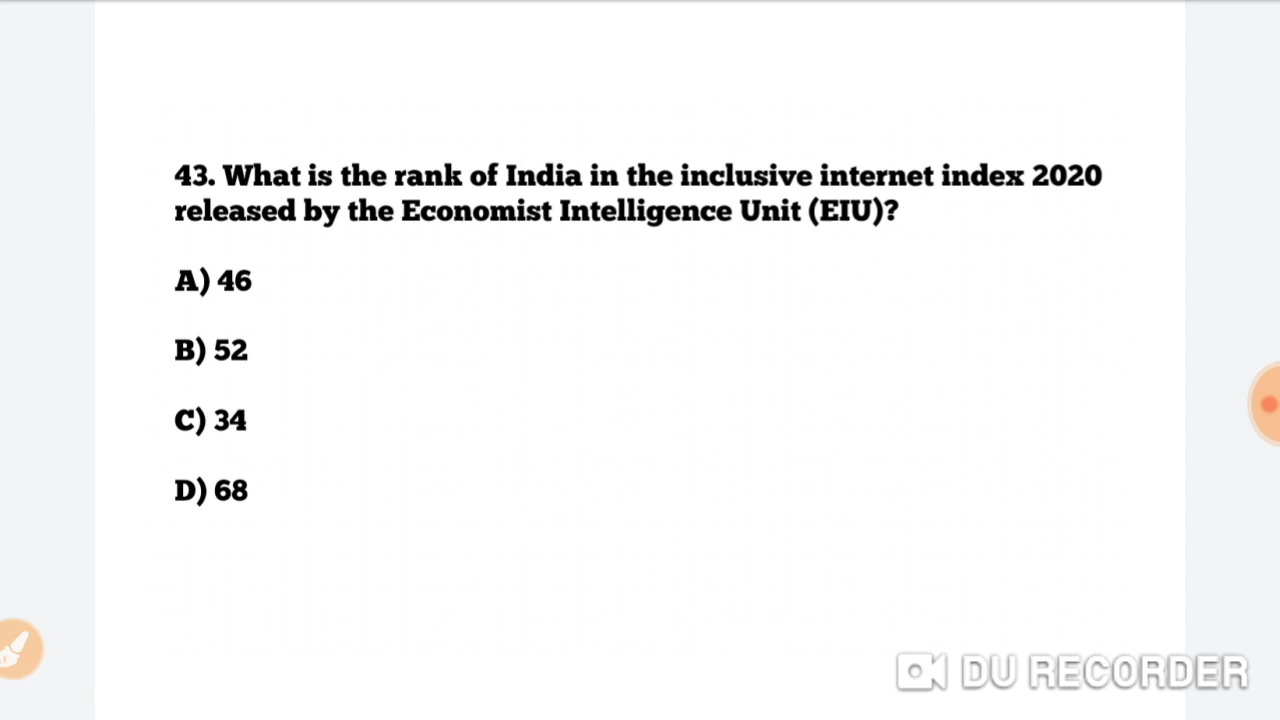 43. What is the rank of India in the inclusive internet index 2020
released by the Economist Intelligence Unit (EIU)?
A) 46
B) 52
C) 34
D) 68
DU RECORDER